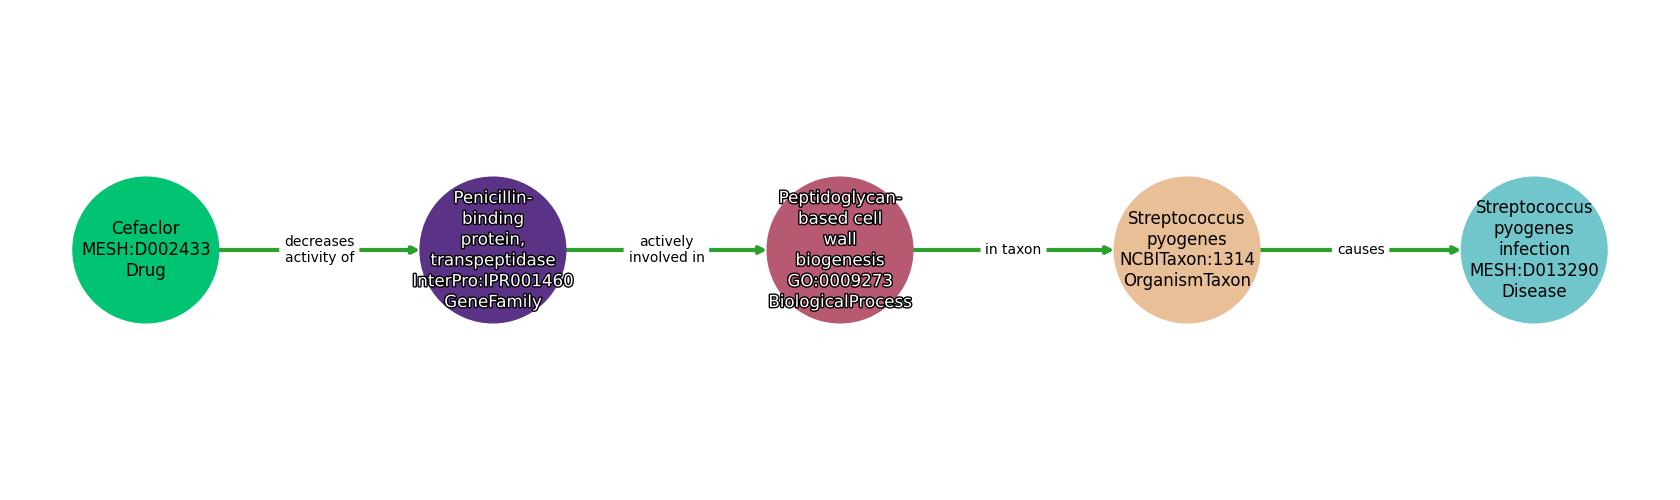 Cefaclor
MESH:D002433
Drug
decreases
activity of
Penicillin-
binding
protein,
transpeptidase
InterPro:IPR001460
GeneFamily
actively
involved in
Peptidoglycan-
based cell
wall
biogenesis
GO:0009273
BiologicalProcess
in taxon
Streptococcus
pyogenes
NCBITaxon:1314
OrganismTaxon
causes
Streptococcus
pyogenes
infection
MESH:D013290
Disease